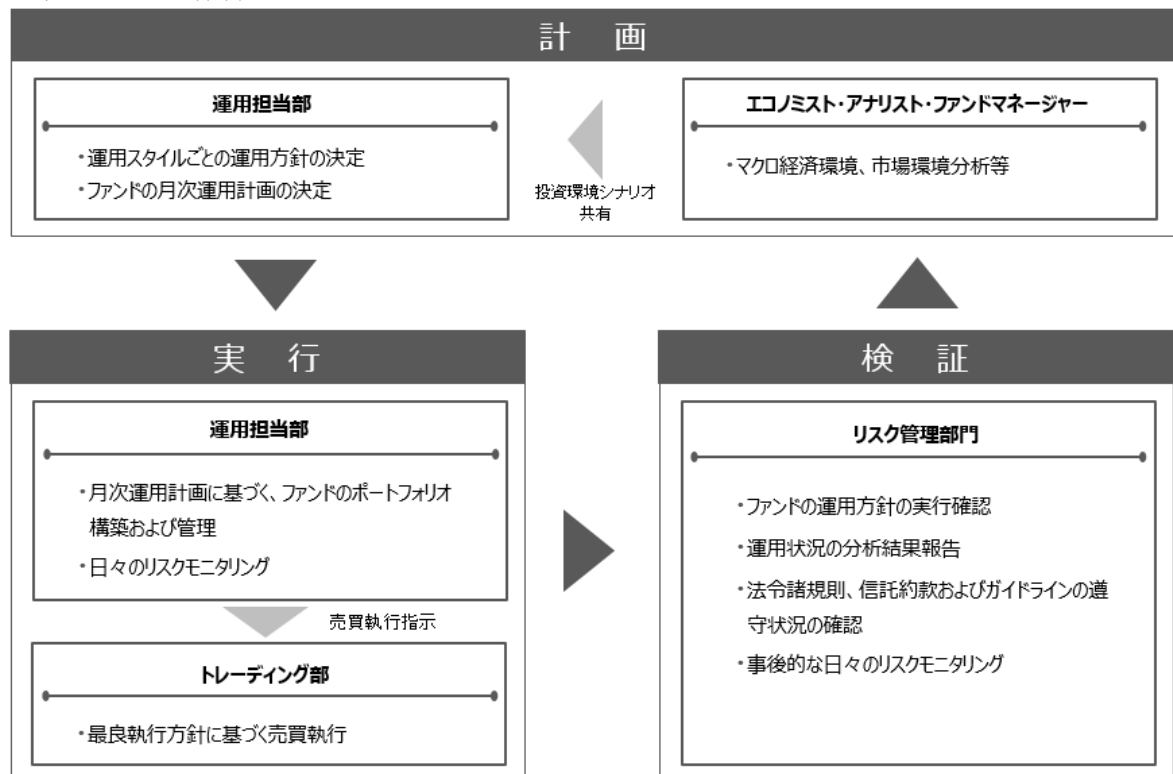 計 画
運用担当部
・運用スタイルごとの運用方針の決定
・ファンドの月次運用計画の決定
投資環境シナリオ
共有
エコノミスト・アナリスト・ファンドマネージャー
・マクロ経済環境、市場環境分析等
実 行
運用担当部
・月次運用計画に基づく、ファンドのポートフォリオ
構築および管理
・日々のリスクモニタリング
売買執行指示
トレーディング部
・最良執行方針に基づく売買執行
検 証
リスク管理部門
・ファンドの運用方針の実行確認
・運用状況の分析結果報告
・法令諸規則、信託約款およびガイドラインの遵
守状況の確認
・事後的な日々のリスクモニタリング